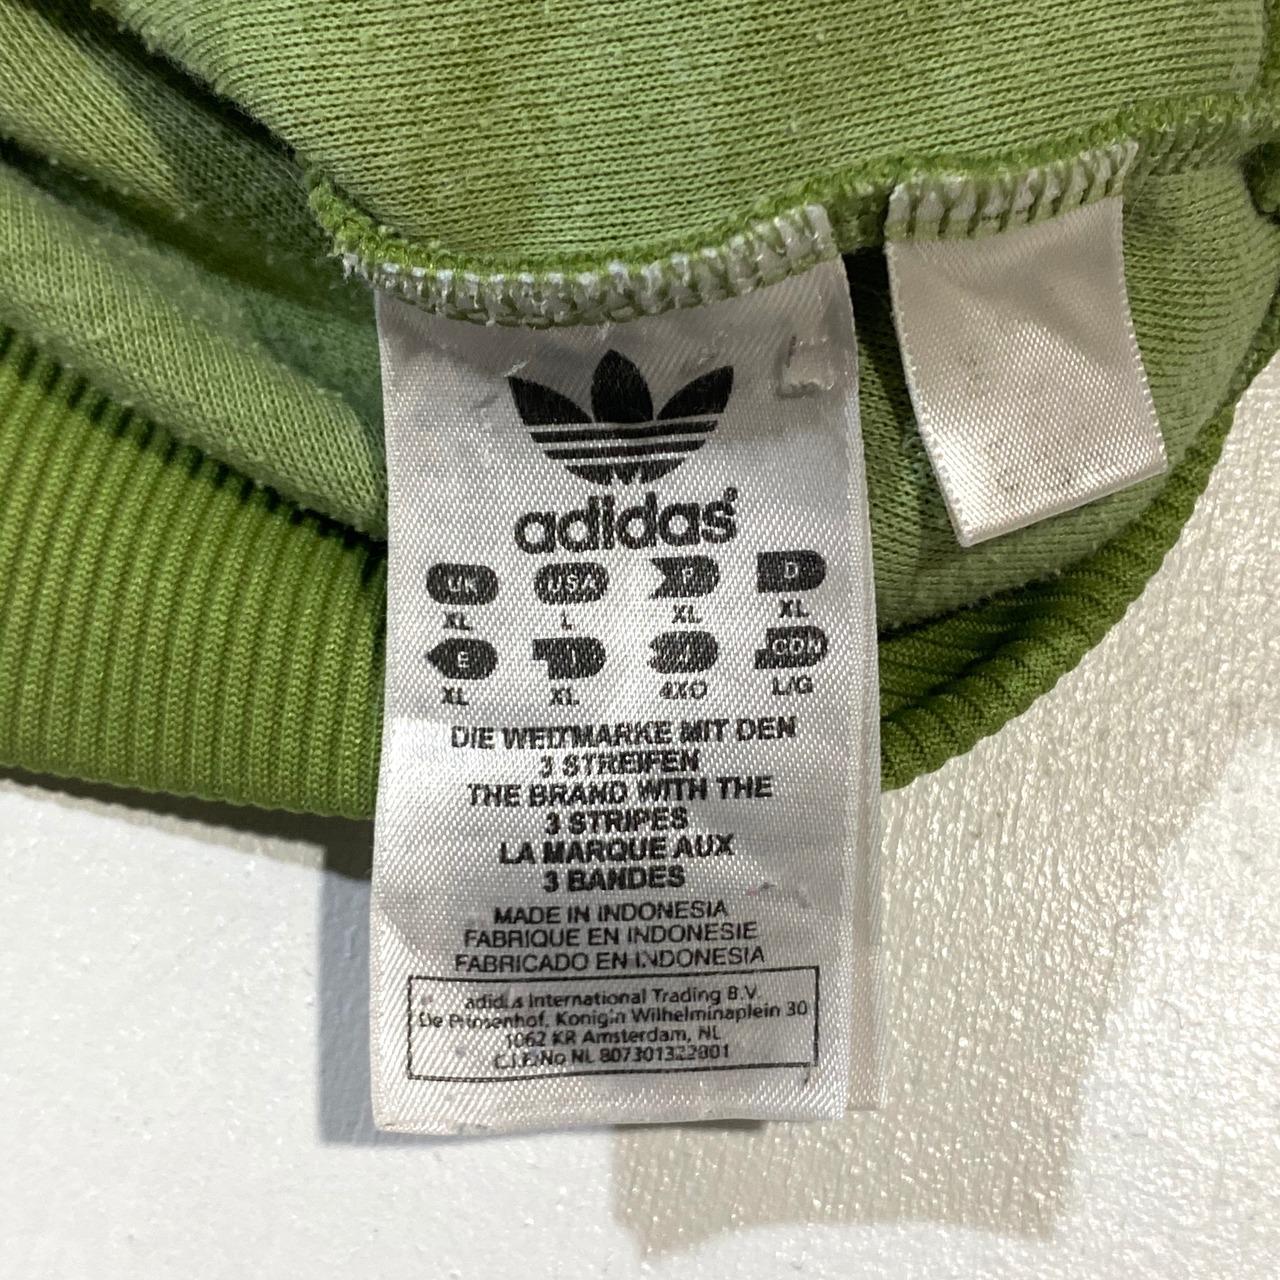 adidas®
UK USA F D
XL L XL XL
E I J CDN
XL XL 4XO L/G
DIE WELTMARKE MIT DEN
3 STREIFEN
THE BRAND WITH THE
3 STRIPES
LA MARQUE AUX
3 BANDES
MADE IN INDONESIA
FABRIQUE EN INDONESIE
FABRICADO EN INDONESIA
adidas International Trading B.V.
De Prinsenhof, Konigin Wilhelminaplein 30
1062 KR Amsterdam, NL
C.I.F.No NL 807301322B01